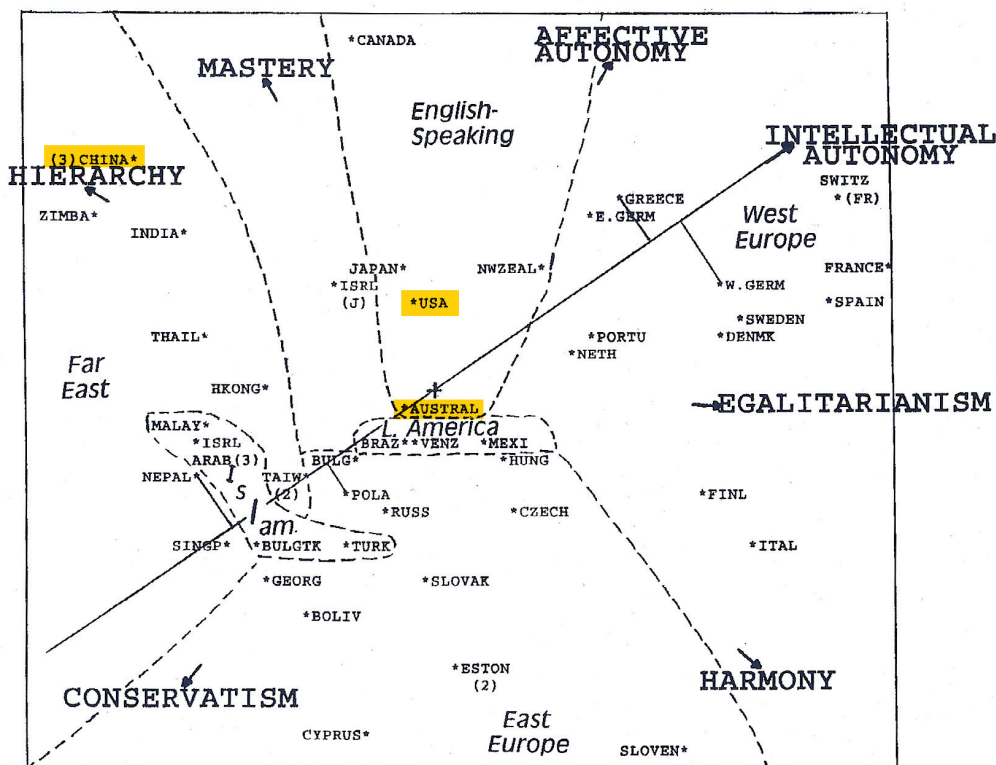 *CANADA
AFFECTIVE
AUTONOMY
MASTERY
English-
Speaking
INTELLECTUAL
AUTONOMY
(3)CHINA*
HIERARCHY
SWITZ
*(FR)
*GREECE
ZIMBA*
*E.GERM
West
Europe
INDIA*
JAPAN*
NWZEAL*
FRANCE*
*ISRL
(J)
*W.GERM
*USA
*SPAIN
*SWEDEN
THAIL*
*PORTU
*DENMK
*NETH
Far
East
HKONG*
+
*AUSTRAL
EGALITARIANISM
MALAY*
L. America
*ISRL
BRAZ**VENZ
*MEXI
ARAB(3)
BULG*
*HUNG
NEPAL*
TAIW*
(2)
Islam.
*POLA
*FINL
*RUSS
*CZECH
SINGP*
*BULGTK
*TURK
*ITAL
*GEORG
*SLOVAK
*BOLIV
*ESTON
(2)
HARMONY
CONSERVATISM
East
Europe
CYPRUS*
SLOVEN*